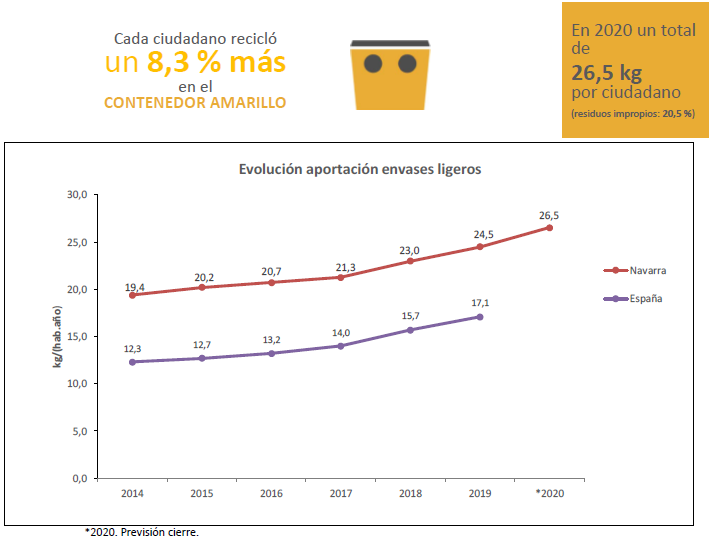 Cada ciudadano recicló
un 8,3 % más
en el
CONTENEDOR AMARILLO
En 2020 un total
de
26,5 kg
por ciudadano
(residuos impropios: 20,5 %)
Evolución aportación envases ligeros
kg/(hab.año)
30,0
25,0
20,0
15,0
10,0
5,0
0,0
19,4
20,2
20,7
21,3
23,0
24,5
26,5
12,3
12,7
13,2
14,0
15,7
17,1
2014
2015
2016
2017
2018
2019
*2020
Navarra
España
*2020. Previsión cierre.